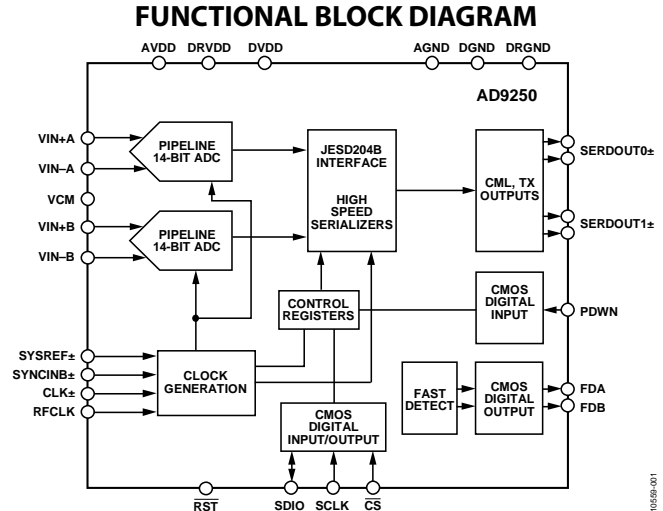 FUNCTIONAL BLOCK DIAGRAM
AVDD DRVDD DVDD AGND DGND DRGND
AD9250
VIN+A
VIN–A
VCM
VIN+B
VIN–B
PIPELINE
14-BIT ADC
PIPELINE
14-BIT ADC
JESD204B
INTERFACE
HIGH
SPEED
SERIALIZERS
CML, TX
OUTPUTS
SERDOUT0±
SERDOUT1±
CONTROL
REGISTERS
CMOS
DIGITAL
INPUT
PDWN
SYSREF±
SYNCINB±
CLK±
RFCLK
CLOCK
GENERATION
CMOS
DIGITAL
INPUT/OUTPUT
FAST
DETECT
CMOS
DIGITAL
OUTPUT
FDA
FDB
RST SDIO SCLK CS
10559-001